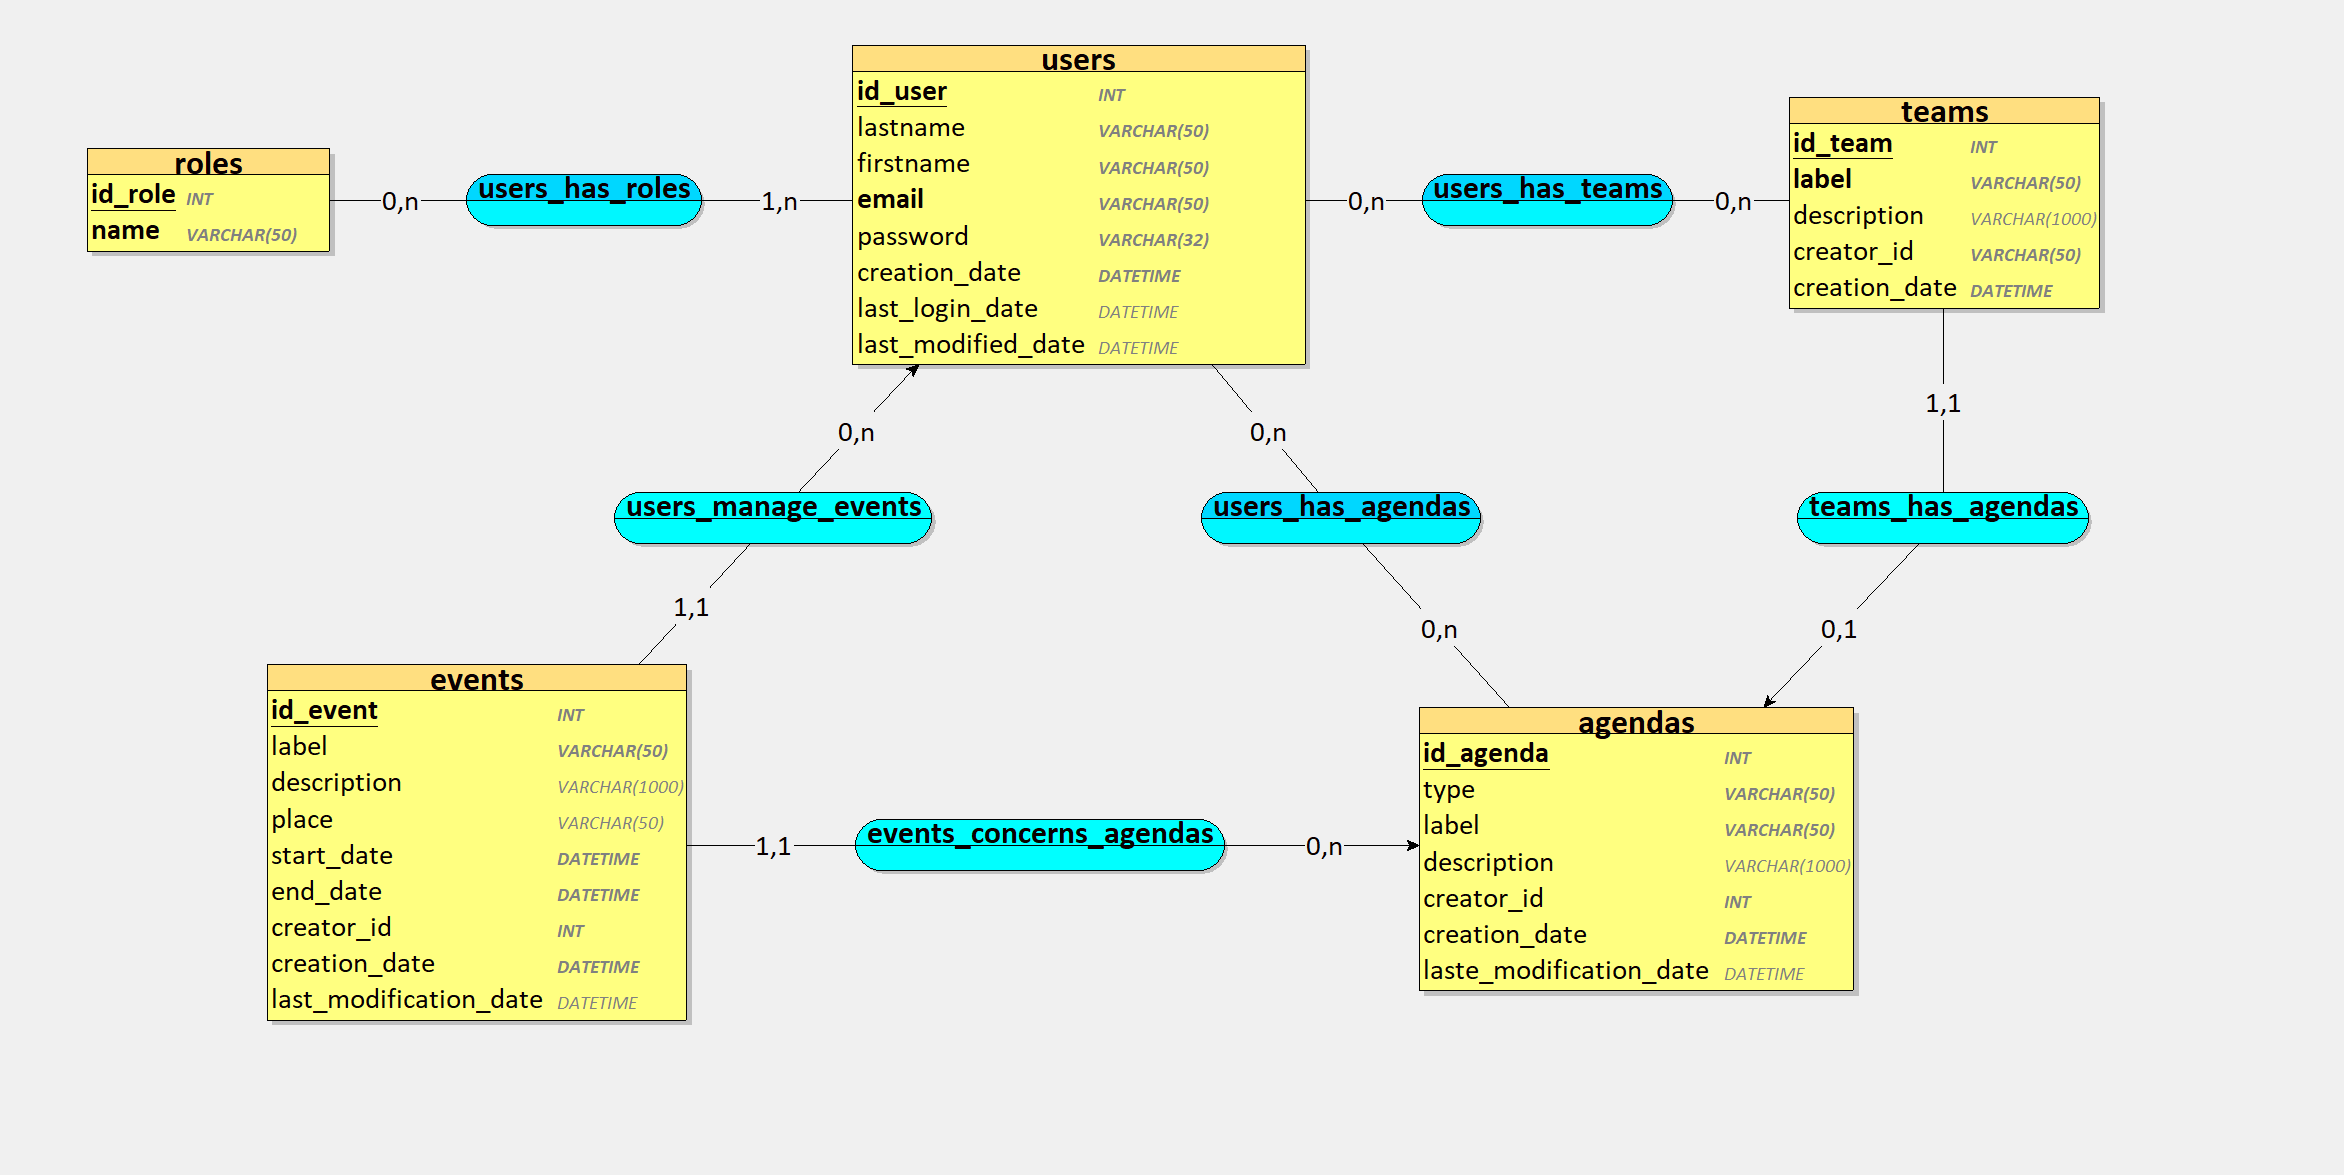 users
id_user INT
lastname VARCHAR(50)
firstname VARCHAR(50)
email VARCHAR(50)
password VARCHAR(32)
creation_date DATETIME
last_login_date DATETIME
last_modified_date DATETIME
teams
id_team INT
label VARCHAR(50)
description VARCHAR(1000)
creator_id VARCHAR(50)
creation_date DATETIME
roles
id_role INT
name VARCHAR(50)
0,n
users_has_roles
1,n
0,n
users_has_teams
0,n
0,n
users_manage_events
1,1
0,n
users_has_agendas
0,n
1,1
teams_has_agendas
0,1
events
id_event INT
label VARCHAR(50)
description VARCHAR(1000)
place VARCHAR(50)
start_date DATETIME
end_date DATETIME
creator_id INT
creation_date DATETIME
last_modification_date DATETIME
1,1
events_concerns_agendas
0,n
agendas
id_agenda INT
type VARCHAR(50)
label VARCHAR(50)
description VARCHAR(1000)
creator_id INT
creation_date DATETIME
laste_modification_date DATETIME